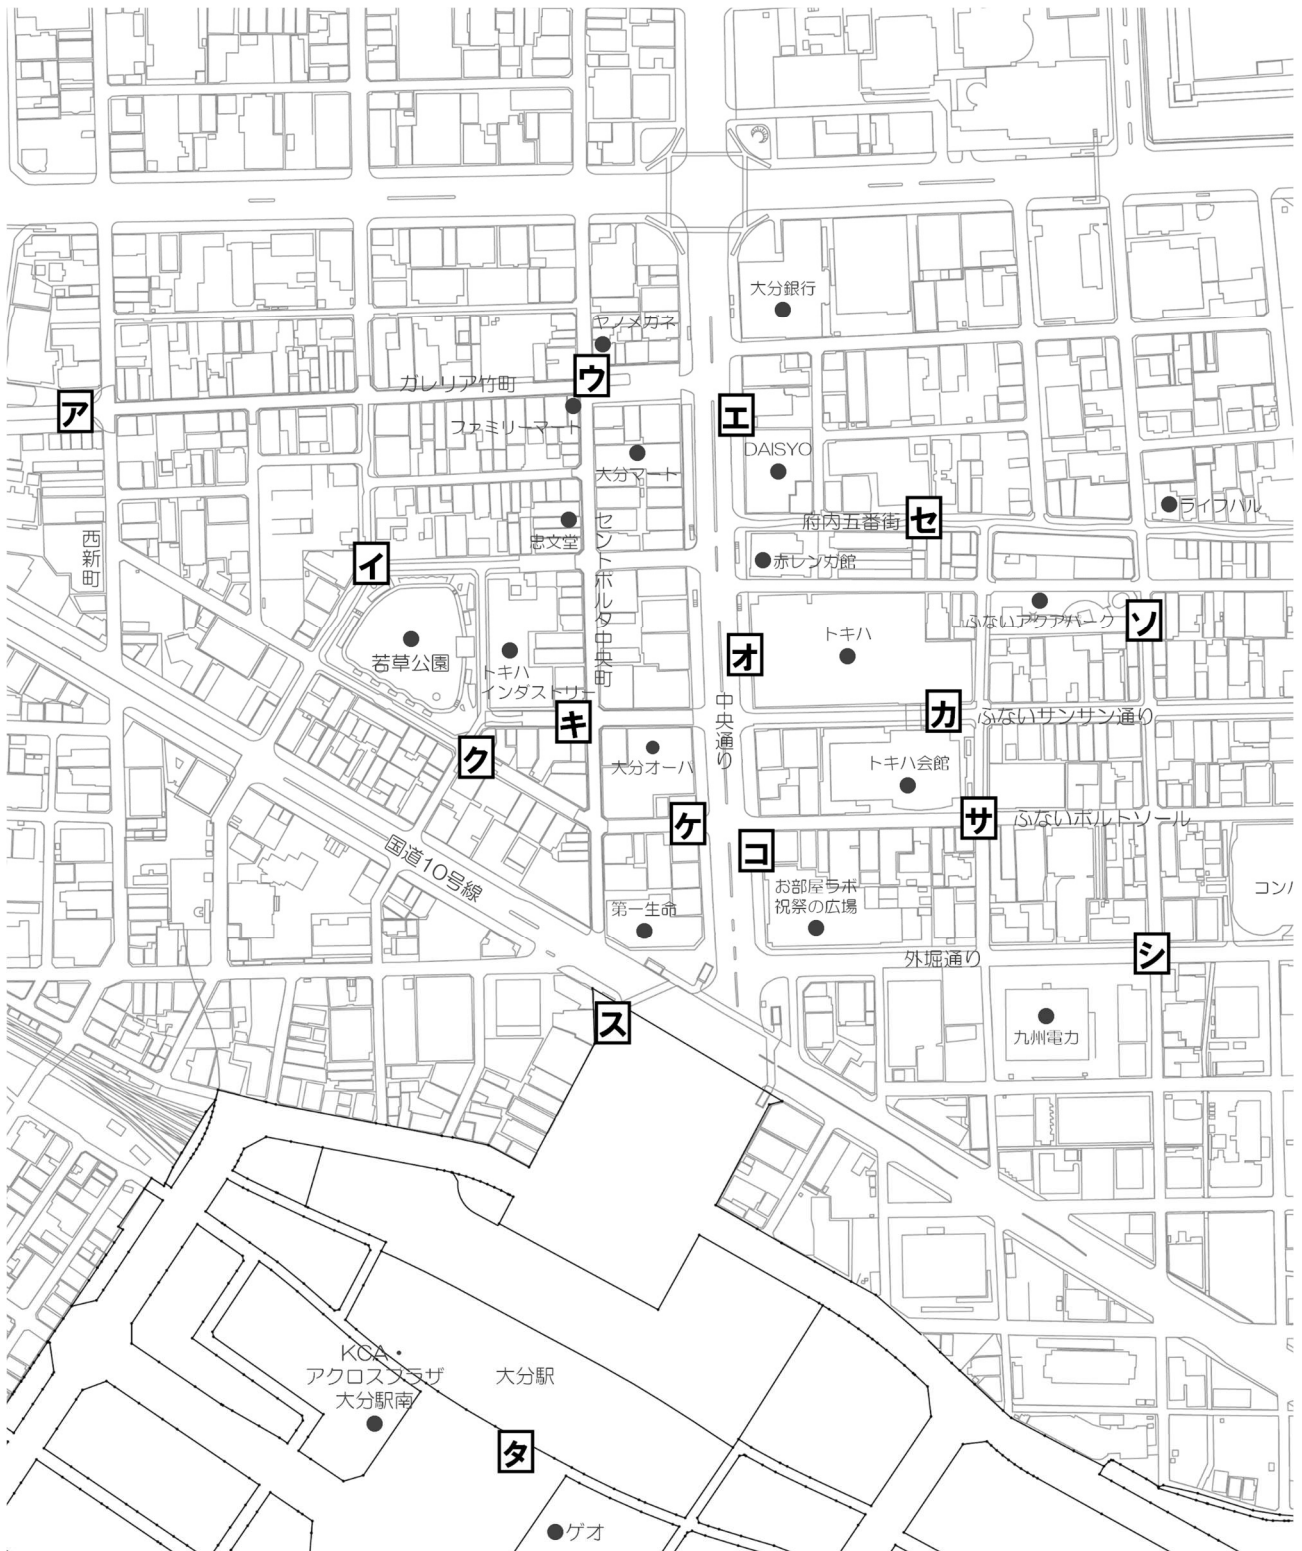 大分銀行
ヤノメガネ
ウ
ガレリア竹町
ア
エ
ファミリーマート
DAISYO
大分マート
セ
府内五番街
ライフパル
忠文堂
セントポルタ中央町
西新町
イ
赤レンガ館
ふないアクアパーク
ソ
トキハ
若草公園
オ
トキハ
インダストリー
中央通り
カ
ふないサンサン通り
キ
ク
大分オーパ
トキハ会館
ケ
サ
ふないボルトソール
コ
国道10号線
お部屋ラボ
祝祭の広場
コンパ
第一生命
外堀通り
シ
ス
九州電力
KCA・
アクロスプラザ
大分駅南
大分駅
タ
ゲオ